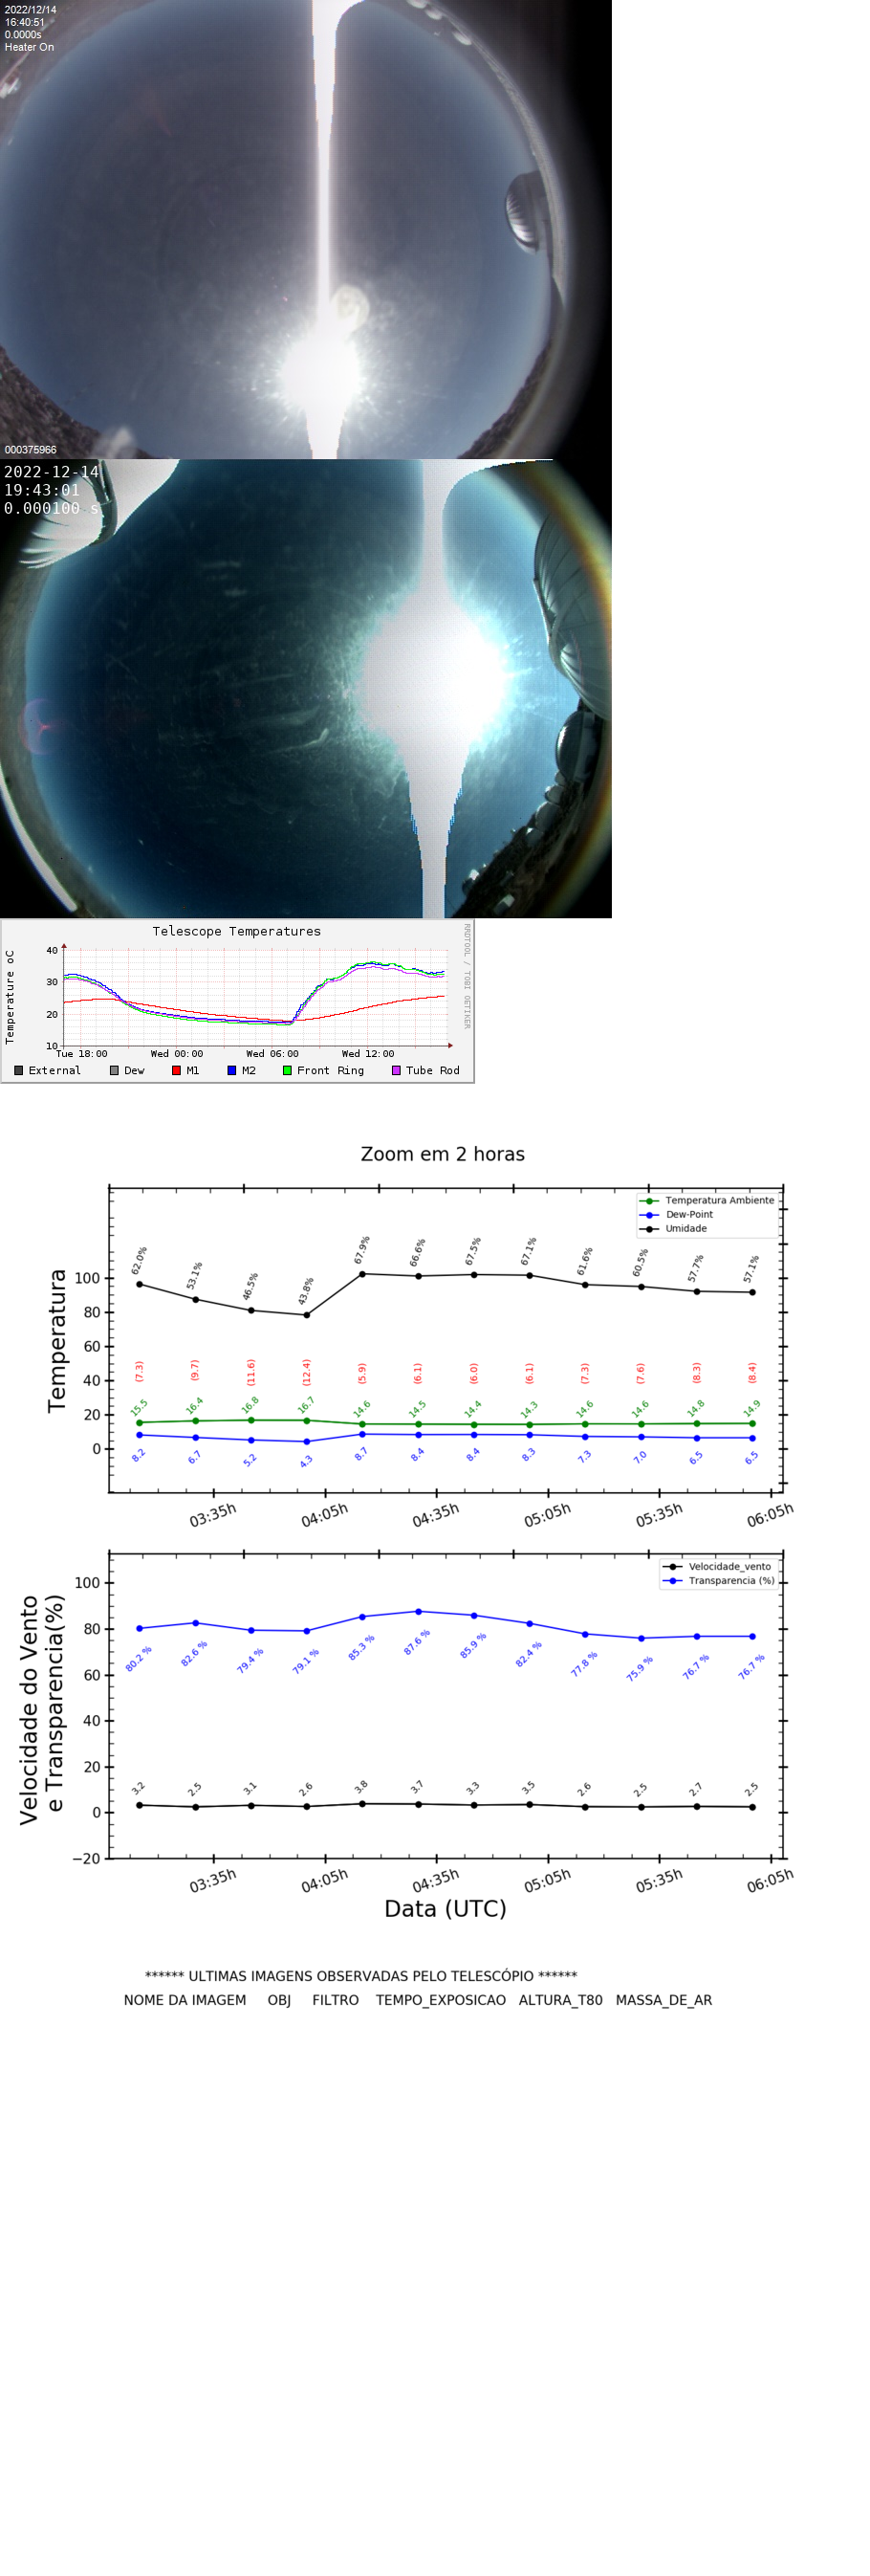 2022/12/14
16:40:51
0.0000s
Heater On
000375966
2022-12-14
19:43:01
0.000100 s
Telescope Temperatures
RRDTOOL / TOBI OETIKER
Temperature oC
40
30
20
10
Tue 18:00 Wed 00:00 Wed 06:00 Wed 12:00
External Dew M1 M2 Front Ring Tube Rod
Zoom em 2 horas
Temperatura Ambiente
Dew-Point
Umidade
Temperatura
100
80
60
40
20
0
62.0% 53.1% 46.5% 43.8% 67.9% 66.6% 67.5% 67.1% 61.6% 60.5% 57.7% 57.1%
(7.3) (9.7) (11.6) (12.4) (5.9) (6.1) (6.0) (6.1) (7.3) (7.6) (8.3) (8.4)
15.5 16.4 16.8 16.7 14.6 14.5 14.4 14.3 14.6 14.6 14.8 14.9
8.2 6.7 5.2 4.3 8.7 8.4 8.4 8.3 7.3 7.0 6.5 6.5
03:35h 04:05h 04:35h 05:05h 05:35h 06:05h
Velocidade_vento
Transparencia (%)
Velocidade do Vento
e Transparencia(%)
100
80
60
40
20
0
−20
80.2 % 82.6 % 79.4 % 79.1 % 85.3 % 87.6 % 85.9 % 82.4 % 77.8 % 75.9 % 76.7 % 76.7 %
3.2 2.5 3.1 2.6 3.8 3.7 3.3 3.5 2.6 2.5 2.7 2.5
03:35h 04:05h 04:35h 05:05h 05:35h 06:05h
Data (UTC)
****** ULTIMAS IMAGENS OBSERVADAS PELO TELESCÓPIO ******
NOME DA IMAGEM OBJ FILTRO TEMPO_EXPOSICAO ALTURA_T80 MASSA_DE_AR